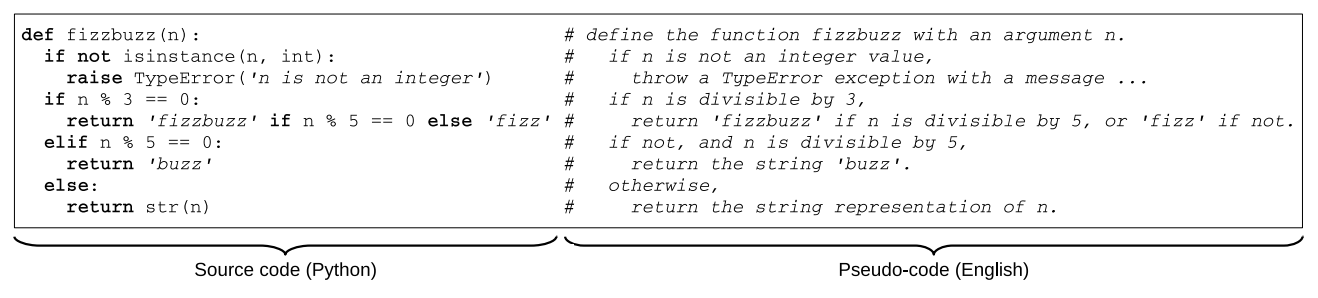 def fizzbuzz(n): # define the function fizzbuzz with an argument n.
if not isinstance(n, int): # if n is not an integer value,
raise TypeError('n is not an integer') # throw a TypeError exception with a message ...
if n % 3 == 0: # if n is divisible by 3,
return 'fizzbuzz' if n % 5 == 0 else 'fizz' # return 'fizzbuzz' if n is divisible by 5, or 'fizz' if not.
elif n % 5 == 0: # if not, and n is divisible by 5,
return 'buzz' # return the string 'buzz'.
else: # otherwise,
return str(n) # return the string representation of n.
Source code (Python) Pseudo-code (English)